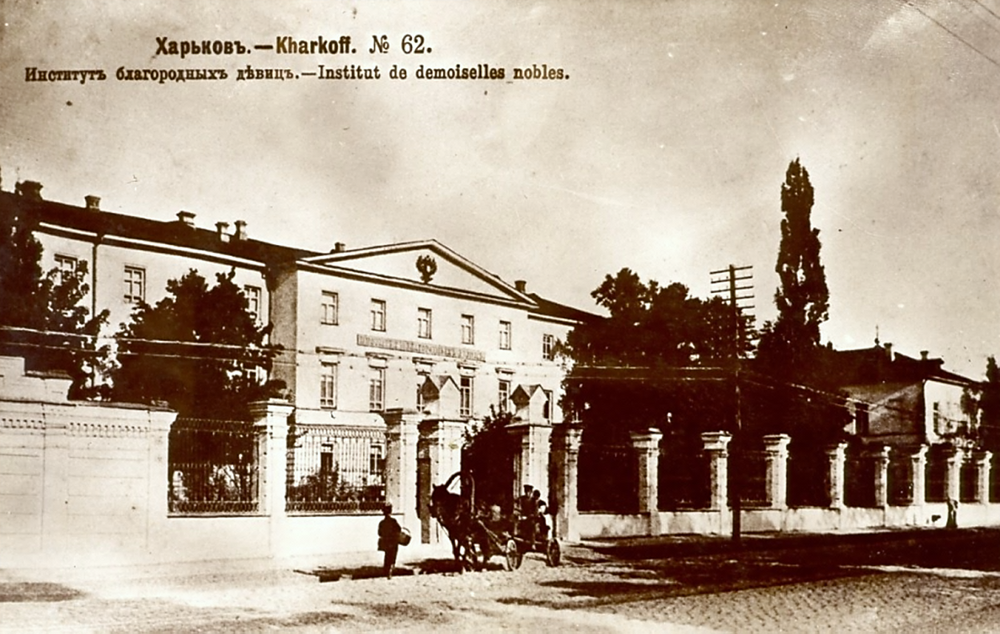 Харьковъ.—Kharkoff. № 62.
Институтъ благородныхъ дѣвицъ.—Institut de demoiselles nobles.